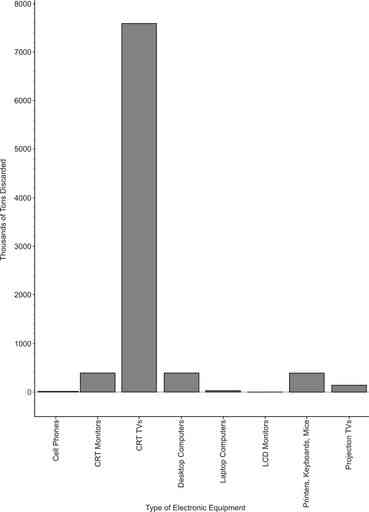 8000
7000
6000
5000
4000
3000
2000
1000
0
Thousands of Tons Discarded
Cell Phones
CRT Monitors
CRT TVs
Desktop Computers
Laptop Computers
LCD Monitors
Printers, Keyboards, Mice
Projection TVs
Type of Electronic Equipment